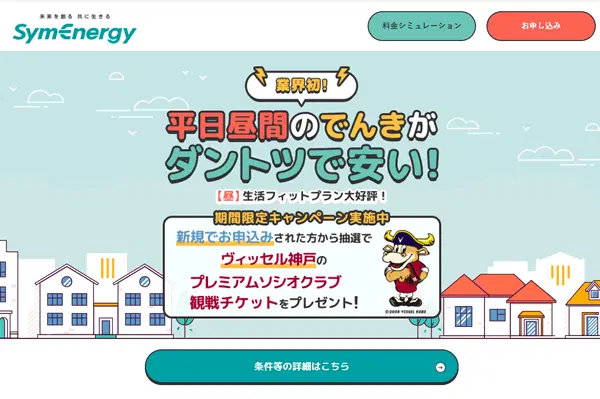 未来を創る 共に生きる
SymEnergy
料金シミュレーション
お申し込み
業界初!
平日昼間のでんきが
ダントツで安い!
【昼】生活フィットプラン大好評!
期間限定キャンペーン実施中
新規でお申込みされた方から抽選で
ヴィッセル神戸の
プレミアムソシオクラブ
観戦チケットをプレゼント!
©2008 VISSEL KOBE
条件等の詳細はこちら